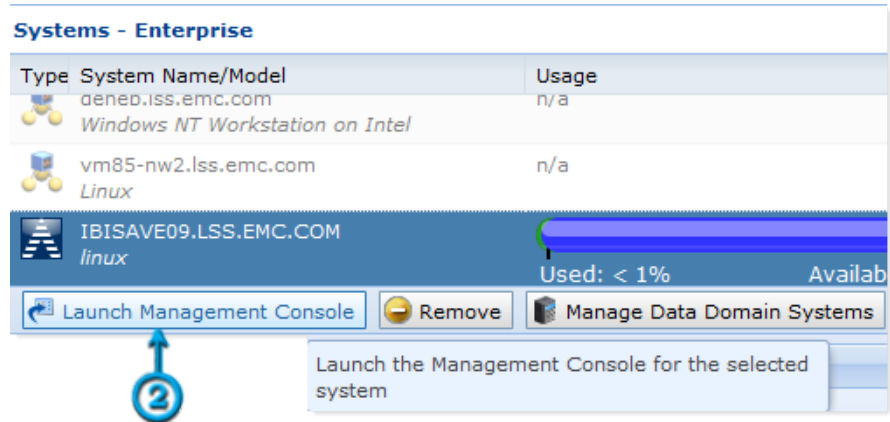 Systems - Enterprise
Type System Name/Model Usage
deneb.lss.emc.com n/a
Windows NT Workstation on Intel
vm85-nw2.lss.emc.com n/a
Linux
IBISAVE09.LSS.EMC.COM
linux
Used: < 1% Availab
Launch Management Console Remove Manage Data Domain Systems
Launch the Management Console for the selected
system
2